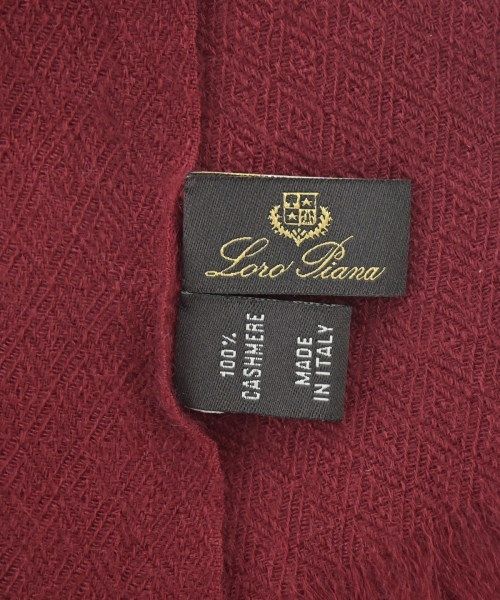 Loro Piana
100%
CASHMERE
MADE
IN ITALY